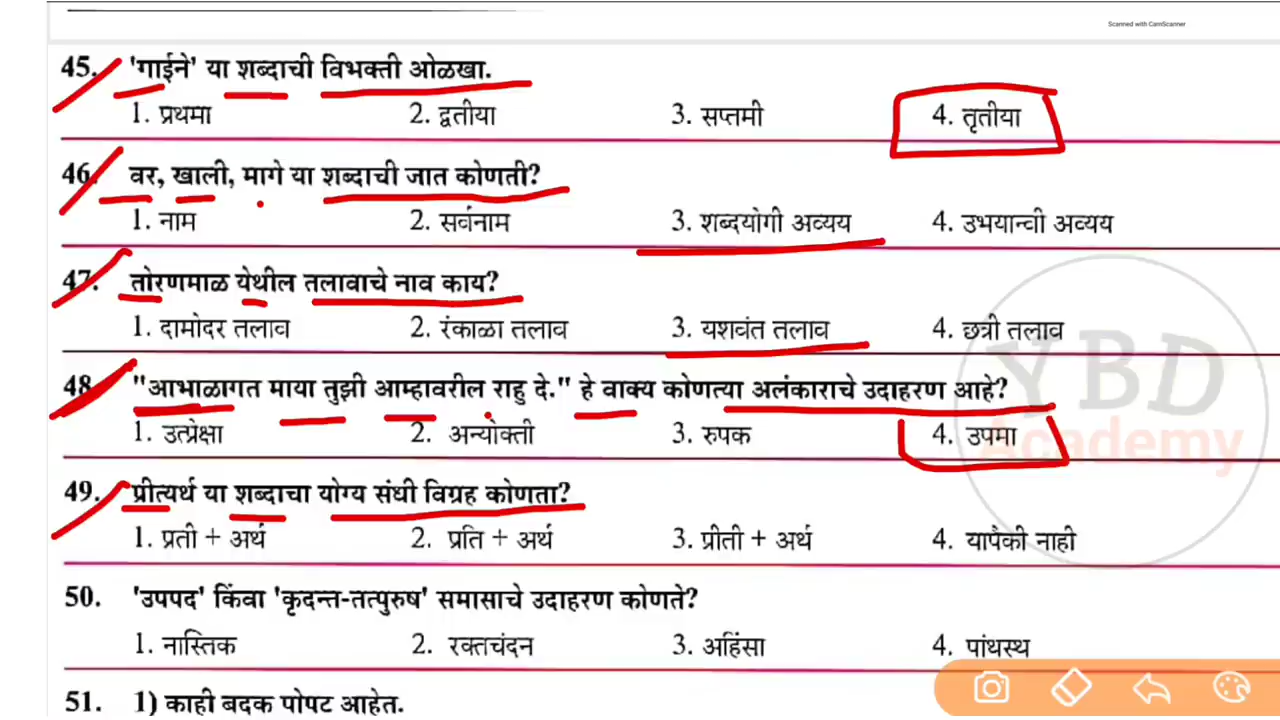 Scanned with CamScanner
45. 'गाईने' या शब्दाची विभक्ती ओळखा.
1. प्रथमा 2. द्वतीया 3. सप्तमी 4. तृतीया
46. वर, खाली, मागे या शब्दाची जात कोणती?
1. नाम 2. सर्वनाम 3. शब्दयोगी अव्यय 4. उभयान्वी अव्यय
47. तोरणमाळ येथील तलावाचे नाव काय?
1. दामोदर तलाव 2. रंकाळा तलाव 3. यशवंत तलाव 4. छत्री तलाव
48. "आभाळागत माया तुझी आम्हावरील राहु दे." हे वाक्य कोणत्या अलंकाराचे उदाहरण आहे?
1. उत्प्रेक्षा 2. अन्योक्ती 3. रुपक 4. उपमा
YBD
Academy
49. प्रीत्यर्थ या शब्दाचा योग्य संधी विग्रह कोणता?
1. प्रती + अर्थ 2. प्रति + अर्थ 3. प्रीती + अर्थ 4. यापैकी नाही
50. 'उपपद' किंवा 'कृदन्त-तत्पुरुष' समासाचे उदाहरण कोणते?
1. नास्तिक 2. रक्तचंदन 3. अहिंसा 4. पांथस्थ
51. 1) काही बदक पोपट आहेत.